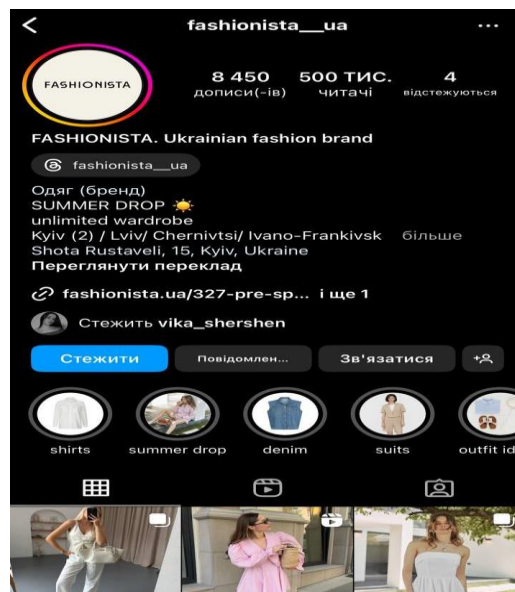 fashionista__ua
FASHIONISTA
8 450 500 ТИС. 4
дописи(-ів) читачі відстежуються
FASHIONISTA. Ukrainian fashion brand
fashionista__ua
Одяг (бренд)
SUMMER DROP ☀️
unlimited wardrobe
Kyiv (2) / Lviv/ Chernivtsi/ Ivano-Frankivsk більше
Shota Rustaveli, 15, Kyiv, Ukraine
Переглянути переклад
fashionista.ua/327-pre-sp... і ще 1
Стежить vika_shershen
Стежити Повідомлен... Зв'язатися
shirts summer drop denim suits outfit id